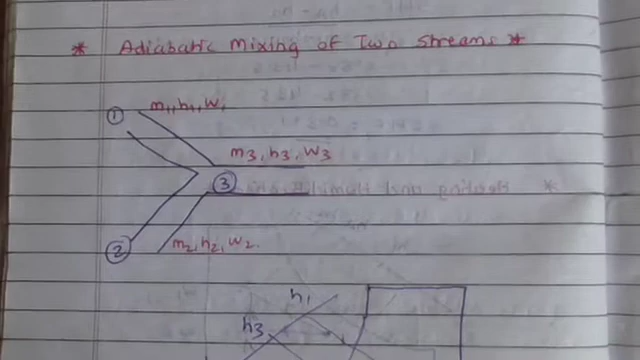 * Adiabatic mixing of Two Streams *
① m₁, h₁, W₁
m₃, h₃, W₃
③
② m₂, h₂, W₂.
h₁
h₃